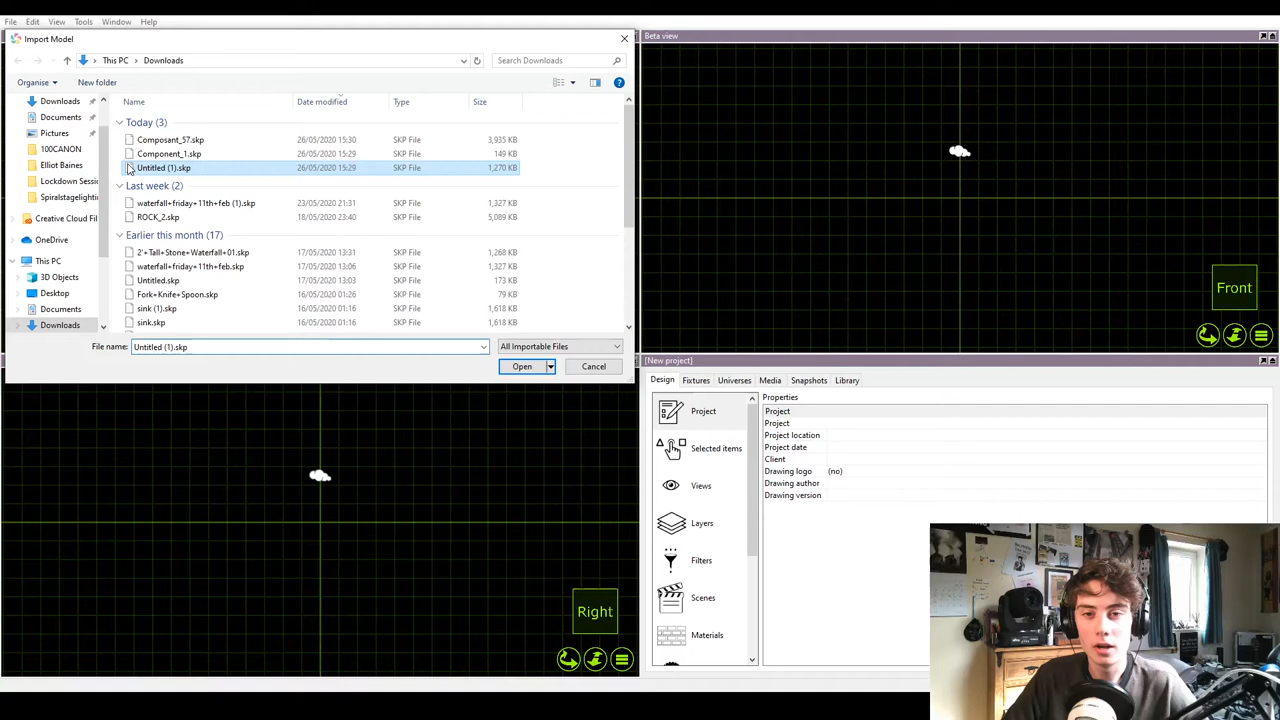 File Edit View Tools Window Help
Import Model
Beta view
This PC > Downloads
Search Downloads
Organise
New folder
Name Date modified Type Size
Downloads
Documents
Pictures
100CANON
Elliot Baines
Lockdown Sessi
Spiralstagelightin
Creative Cloud Fil
OneDrive
This PC
3D Objects
Desktop
Documents
Downloads
Today (3)
Composant_57.skp 26/05/2020 15:30 SKP File 3,935 KB
Component_1.skp 26/05/2020 15:29 SKP File 149 KB
Untitled (1).skp 26/05/2020 15:29 SKP File 1,270 KB
Last week (2)
waterfall+friday+11th+feb (1).skp 23/05/2020 21:31 SKP File 1,327 KB
ROCK_2.skp 18/05/2020 23:40 SKP File 5,089 KB
Earlier this month (17)
2'+Tall+Stone+Waterfall+01.skp 17/05/2020 13:31 SKP File 1,268 KB
waterfall+friday+11th+feb.skp 17/05/2020 13:06 SKP File 1,327 KB
Untitled.skp 17/05/2020 13:03 SKP File 173 KB
Fork+Knife+Spoon.skp 16/05/2020 01:26 SKP File 79 KB
sink (1).skp 16/05/2020 01:16 SKP File 1,618 KB
sink.skp 16/05/2020 01:16 SKP File 1,618 KB
File name: Untitled (1).skp All Importable Files
Open Cancel
Front
Right
[New project]
Design Fixtures Universes Media Snapshots Library
Project
Selected items
Views
Layers
Filters
Scenes
Materials
Properties
Project
Project
Project location
Project date
Client
Drawing logo (no)
Drawing author
Drawing version